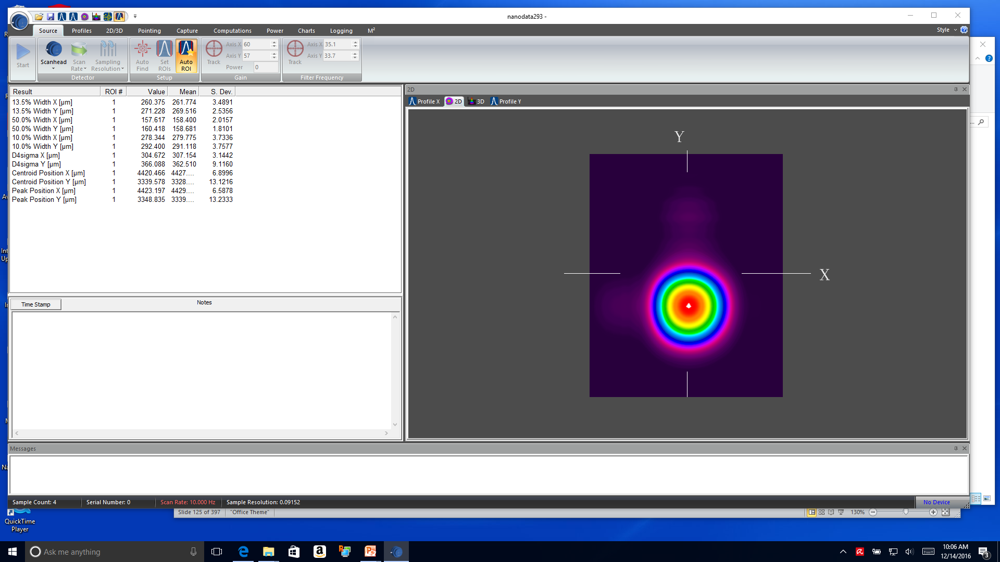 nanodata293 -
Source Profiles 2D/3D Pointing Capture Computations Power Charts Logging M²
Style
Start
Scanhead
Scan Rate
Sampling Resolution
Detector
Auto Find
Set ROIs
Auto ROI
Setup
Track
Axis X 60
Axis Y 57
Power 0
Gain
Track
Axis X 35.1
Axis Y 33.7
Filter Frequency
Result ROI # Value Mean S. Dev.
13.5% Width X [µm] 1 260.375 261.774 3.4891
13.5% Width Y [µm] 1 271.228 269.516 2.5356
50.0% Width X [µm] 1 157.617 158.400 2.0157
50.0% Width Y [µm] 1 160.418 158.681 1.8101
10.0% Width X [µm] 1 278.344 279.775 3.7336
10.0% Width Y [µm] 1 292.400 291.118 3.7577
D4sigma X [µm] 1 304.672 307.154 3.1442
D4sigma Y [µm] 1 366.088 362.510 9.1160
Centroid Position X [µm] 1 4420.466 4427.... 6.8996
Centroid Position Y [µm] 1 3339.578 3328.... 13.1216
Peak Position X [µm] 1 4423.197 4429.... 6.5878
Peak Position Y [µm] 1 3348.835 3339.... 13.2333
2D
Profile X 2D 3D Profile Y
Y
X
Time Stamp
Notes
Messages
Sample Count: 4 Serial Number: 0 Scan Rate: 10.000 Hz Sample Resolution: 0.09152 No Device
Slide 125 of 397 "Office Theme" 130%
QuickTime
Player
Ask me anything
10:06 AM
12/14/2016
3